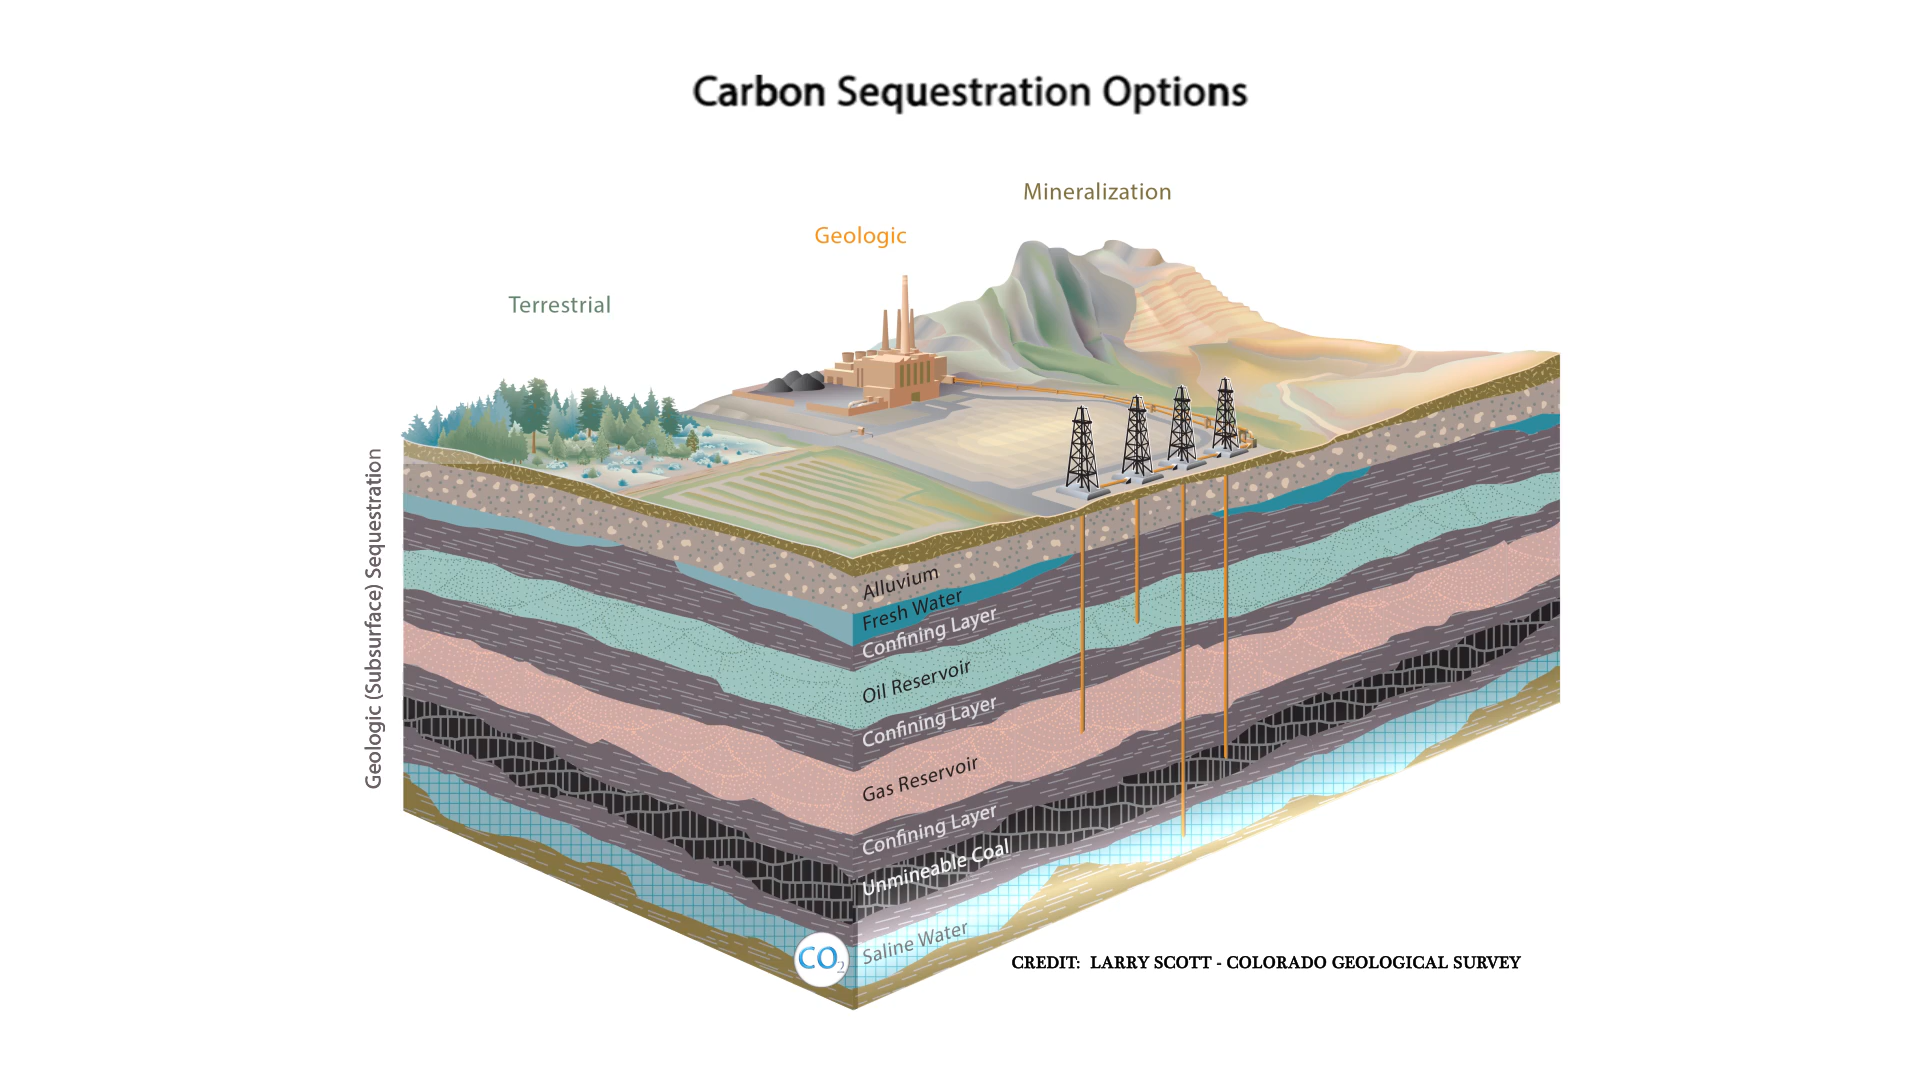 Carbon Sequestration Options
Mineralization
Geologic
Terrestrial
Geologic (Subsurface) Sequestration
Alluvium
Fresh Water
Confining Layer
Oil Reservoir
Confining Layer
Gas Reservoir
Confining Layer
Unmineable Coal
Saline Water
CO2
CREDIT: LARRY SCOTT - COLORADO GEOLOGICAL SURVEY